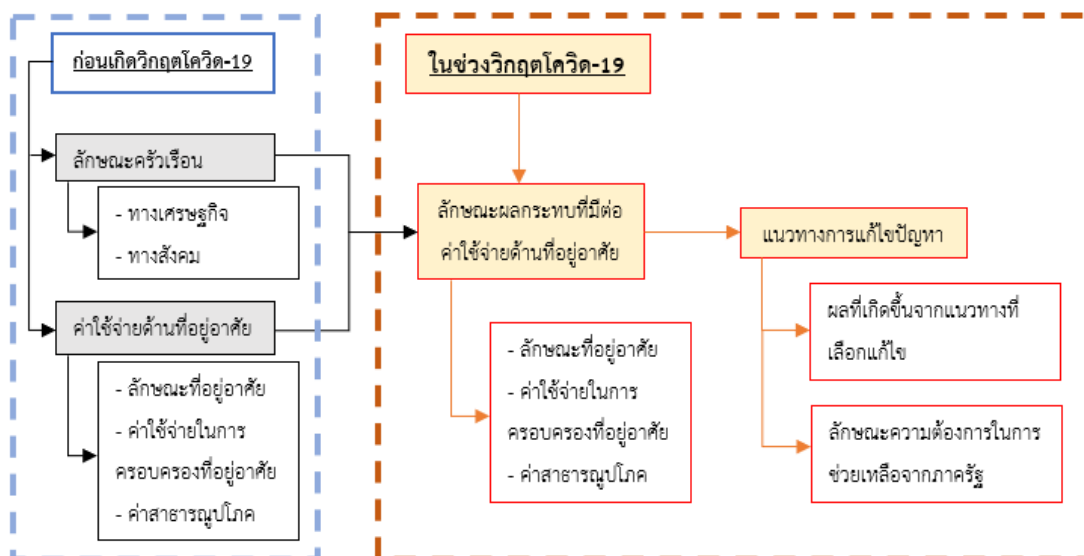 ก่อนเกิดวิกฤตโควิด-19
ลักษณะครัวเรือน
- ทางเศรษฐกิจ
- ทางสังคม
ค่าใช้จ่ายด้านที่อยู่อาศัย
- ลักษณะที่อยู่อาศัย
- ค่าใช้จ่ายในการ
ครอบครองที่อยู่อาศัย
- ค่าสาธารณูปโภค
ในช่วงวิกฤตโควิด-19
ลักษณะผลกระทบที่มีต่อ
ค่าใช้จ่ายด้านที่อยู่อาศัย
- ลักษณะที่อยู่อาศัย
- ค่าใช้จ่ายในการ
ครอบครองที่อยู่อาศัย
- ค่าสาธารณูปโภค
แนวทางการแก้ไขปัญหา
ผลที่เกิดขึ้นจากแนวทางที่
เลือกแก้ไข
ลักษณะความต้องการในการ
ช่วยเหลือจากภาครัฐ